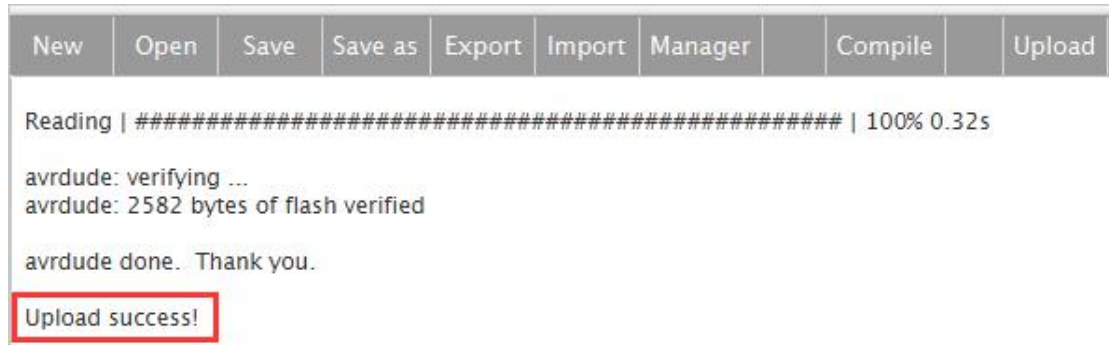 New Open Save Save as Export Import Manager Compile Upload
Reading | ################################################## | 100% 0.32s
avrdude: verifying ...
avrdude: 2582 bytes of flash verified
avrdude done.  Thank you.
Upload success!